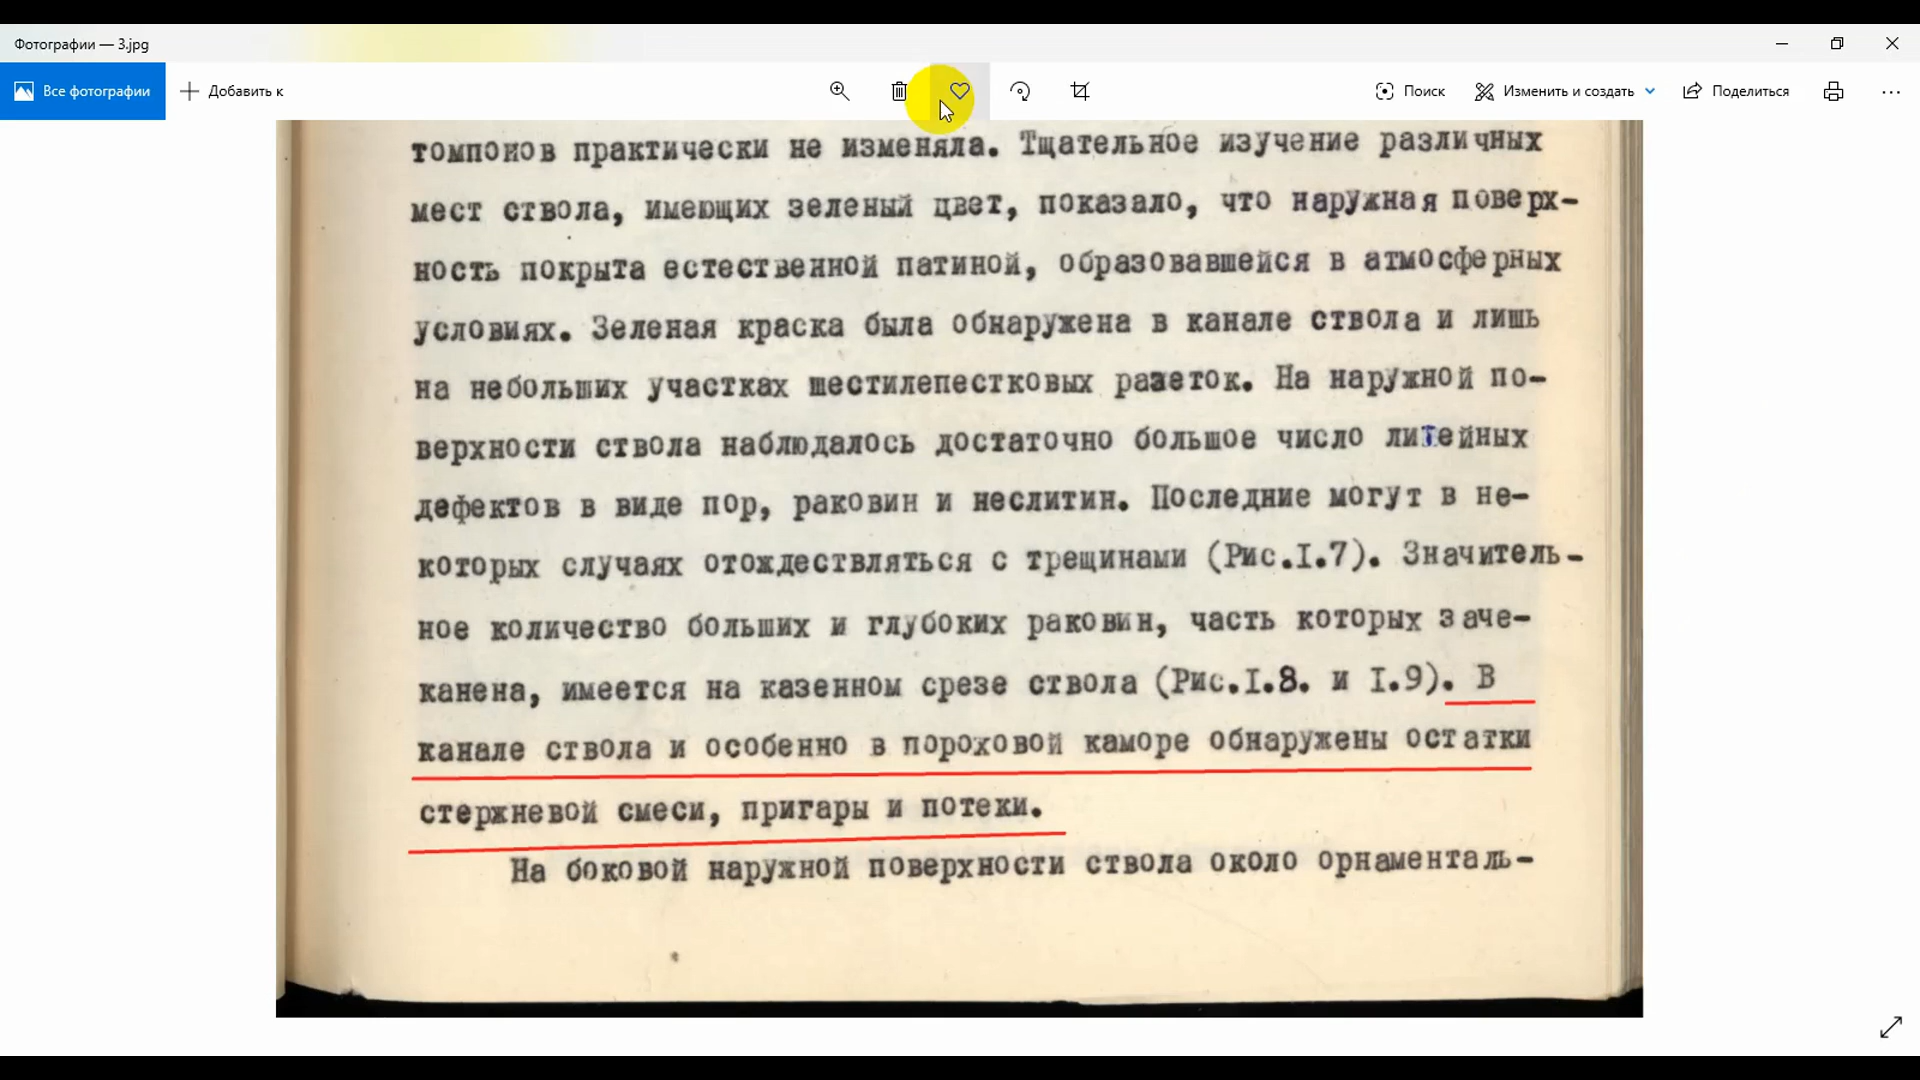 Фотографии — 3.jpg
Все фотографии
Добавить к
Поиск
Изменить и создать
Поделиться
томпонов практически не изменяла. Тщательное изучение различных
мест ствола, имеющих зеленый цвет, показало, что наружная поверх-
ность покрыта естественной патиной, образовавшейся в атмосферных
условиях. Зеленая краска была обнаружена в канале ствола и лишь
на небольших участках шестилепестковых разеток. На наружной по-
верхности ствола наблюдалось достаточно большое число литейных
дефектов в виде пор, раковин и неслитин. Последние могут в не-
которых случаях отождествляться с трещинами (Рис.I.7). Значитель-
ное количество больших и глубоких раковин, часть которых заче-
канена, имеется на казенном срезе ствола (Рис.I.8. и I.9). В
канале ствола и особенно в пороховой каморе обнаружены остатки
стержневой смеси, пригары и потеки.
На боковой наружной поверхности ствола около орнаменталь-